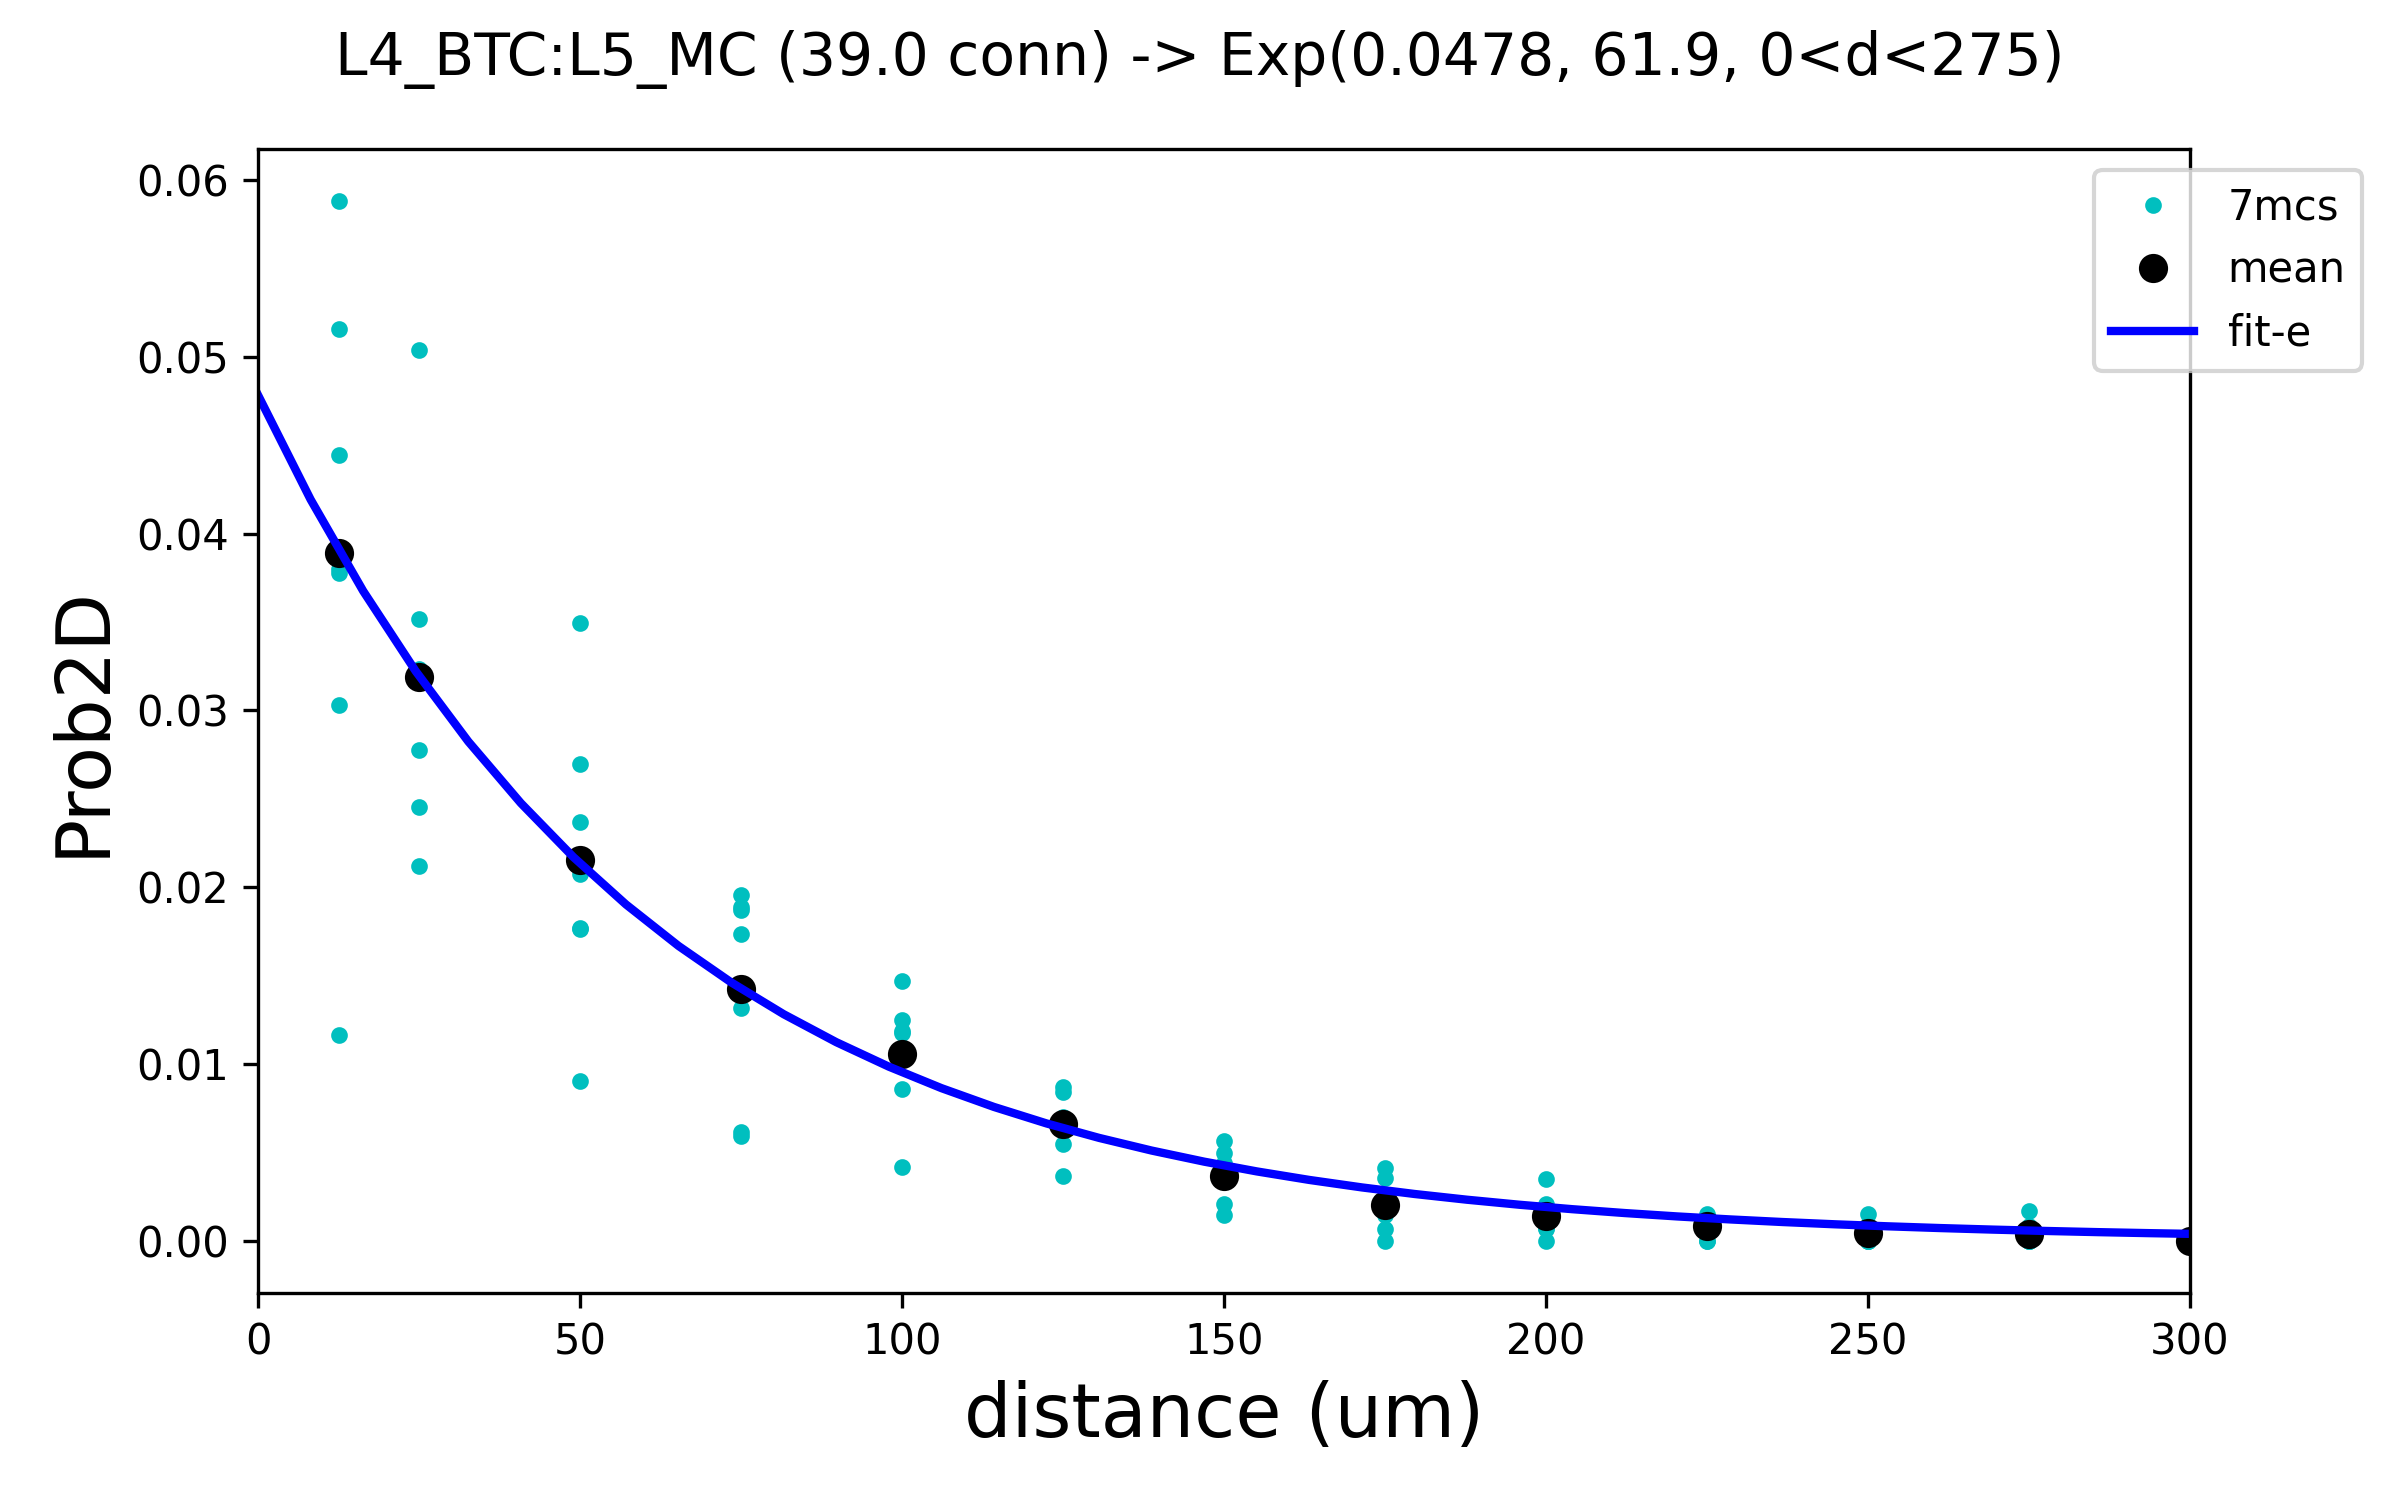 L4_BTC:L5_MC (39.0 conn) -> Exp(0.0478, 61.9, 0<d<275)
7mcs
mean
fit-e
Prob2D
0.06
0.05
0.04
0.03
0.02
0.01
0.00
0 50 100 150 200 250 300
distance (um)